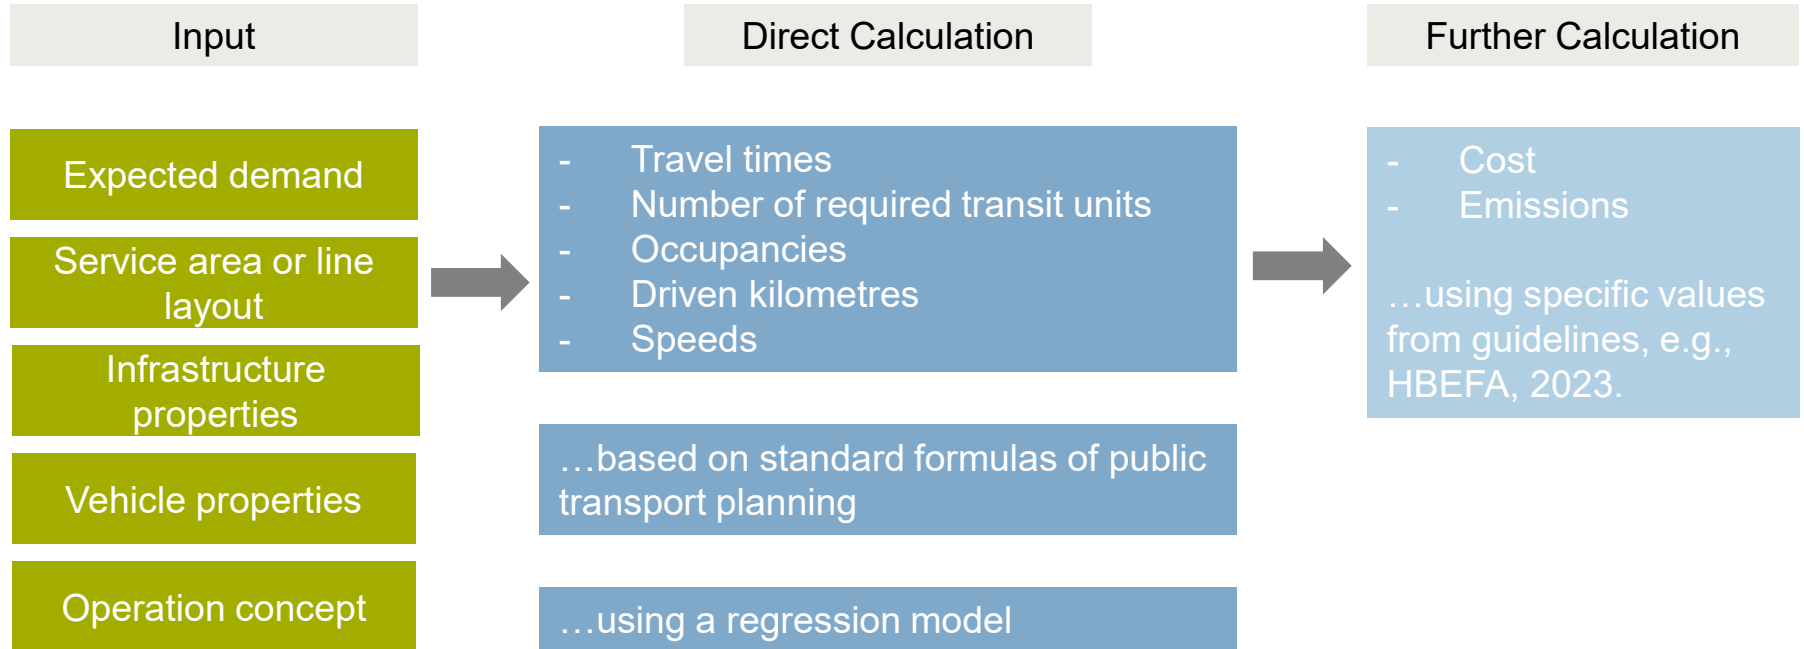 Input
Direct Calculation
Further Calculation
Expected demand
Service area or line
layout
Infrastructure
properties
Vehicle properties
Operation concept
- Travel times
- Number of required transit units
- Occupancies
- Driven kilometres
- Speeds
…based on standard formulas of public
transport planning
…using a regression model
- Cost
- Emissions
…using specific values
from guidelines, e.g.,
HBEFA, 2023.